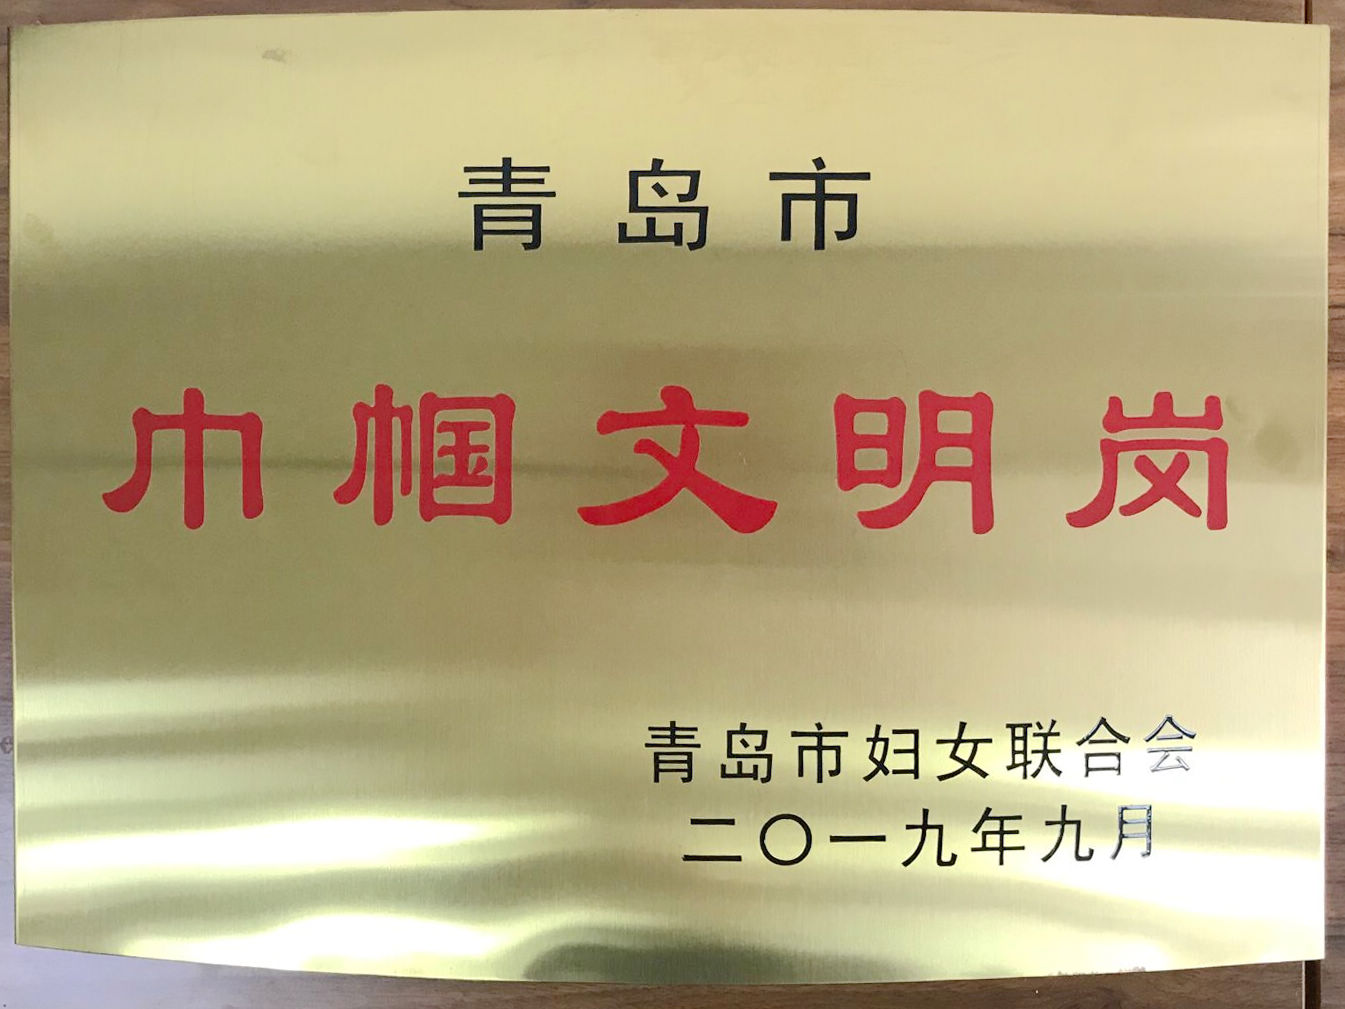 青岛市
巾帼文明岗
青岛市妇女联合会
二〇一九年九月